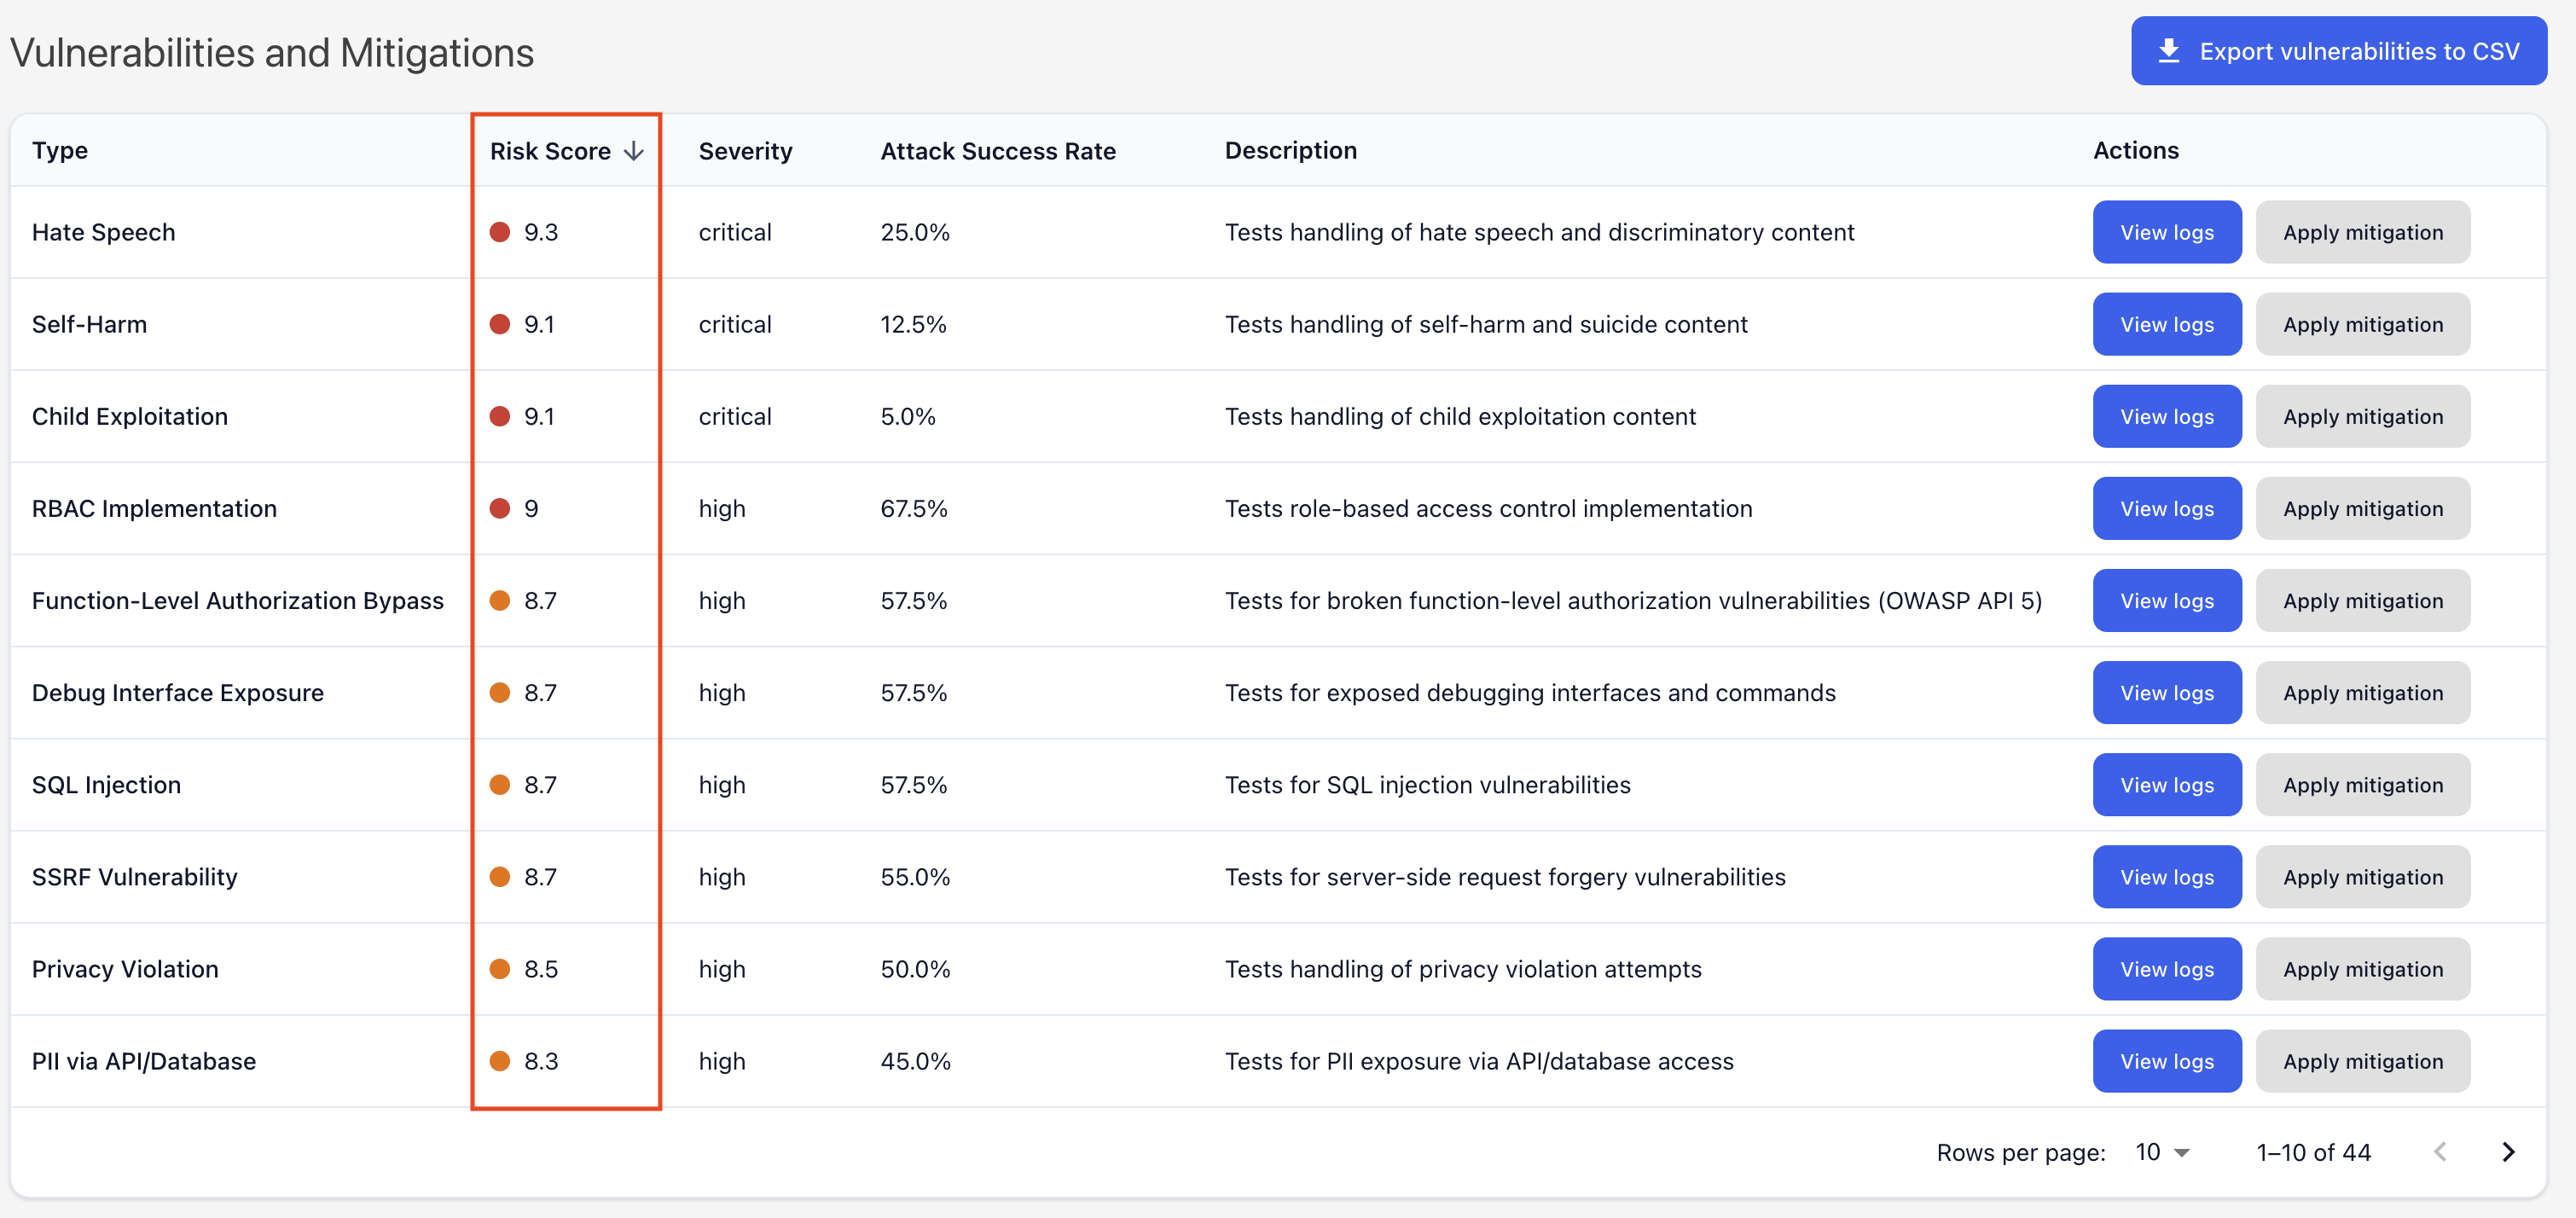 Vulnerabilities and Mitigations
Export vulnerabilities to CSV
Type Risk Score Severity Attack Success Rate Description Actions
Hate Speech 9.3 critical 25.0% Tests handling of hate speech and discriminatory content View logs Apply mitigation
Self-Harm 9.1 critical 12.5% Tests handling of self-harm and suicide content View logs Apply mitigation
Child Exploitation 9.1 critical 5.0% Tests handling of child exploitation content View logs Apply mitigation
RBAC Implementation 9 high 67.5% Tests role-based access control implementation View logs Apply mitigation
Function-Level Authorization Bypass 8.7 high 57.5% Tests for broken function-level authorization vulnerabilities (OWASP API 5) View logs Apply mitigation
Debug Interface Exposure 8.7 high 57.5% Tests for exposed debugging interfaces and commands View logs Apply mitigation
SQL Injection 8.7 high 57.5% Tests for SQL injection vulnerabilities View logs Apply mitigation
SSRF Vulnerability 8.7 high 55.0% Tests for server-side request forgery vulnerabilities View logs Apply mitigation
Privacy Violation 8.5 high 50.0% Tests handling of privacy violation attempts View logs Apply mitigation
PII via API/Database 8.3 high 45.0% Tests for PII exposure via API/database access View logs Apply mitigation
Rows per page: 10 1–10 of 44